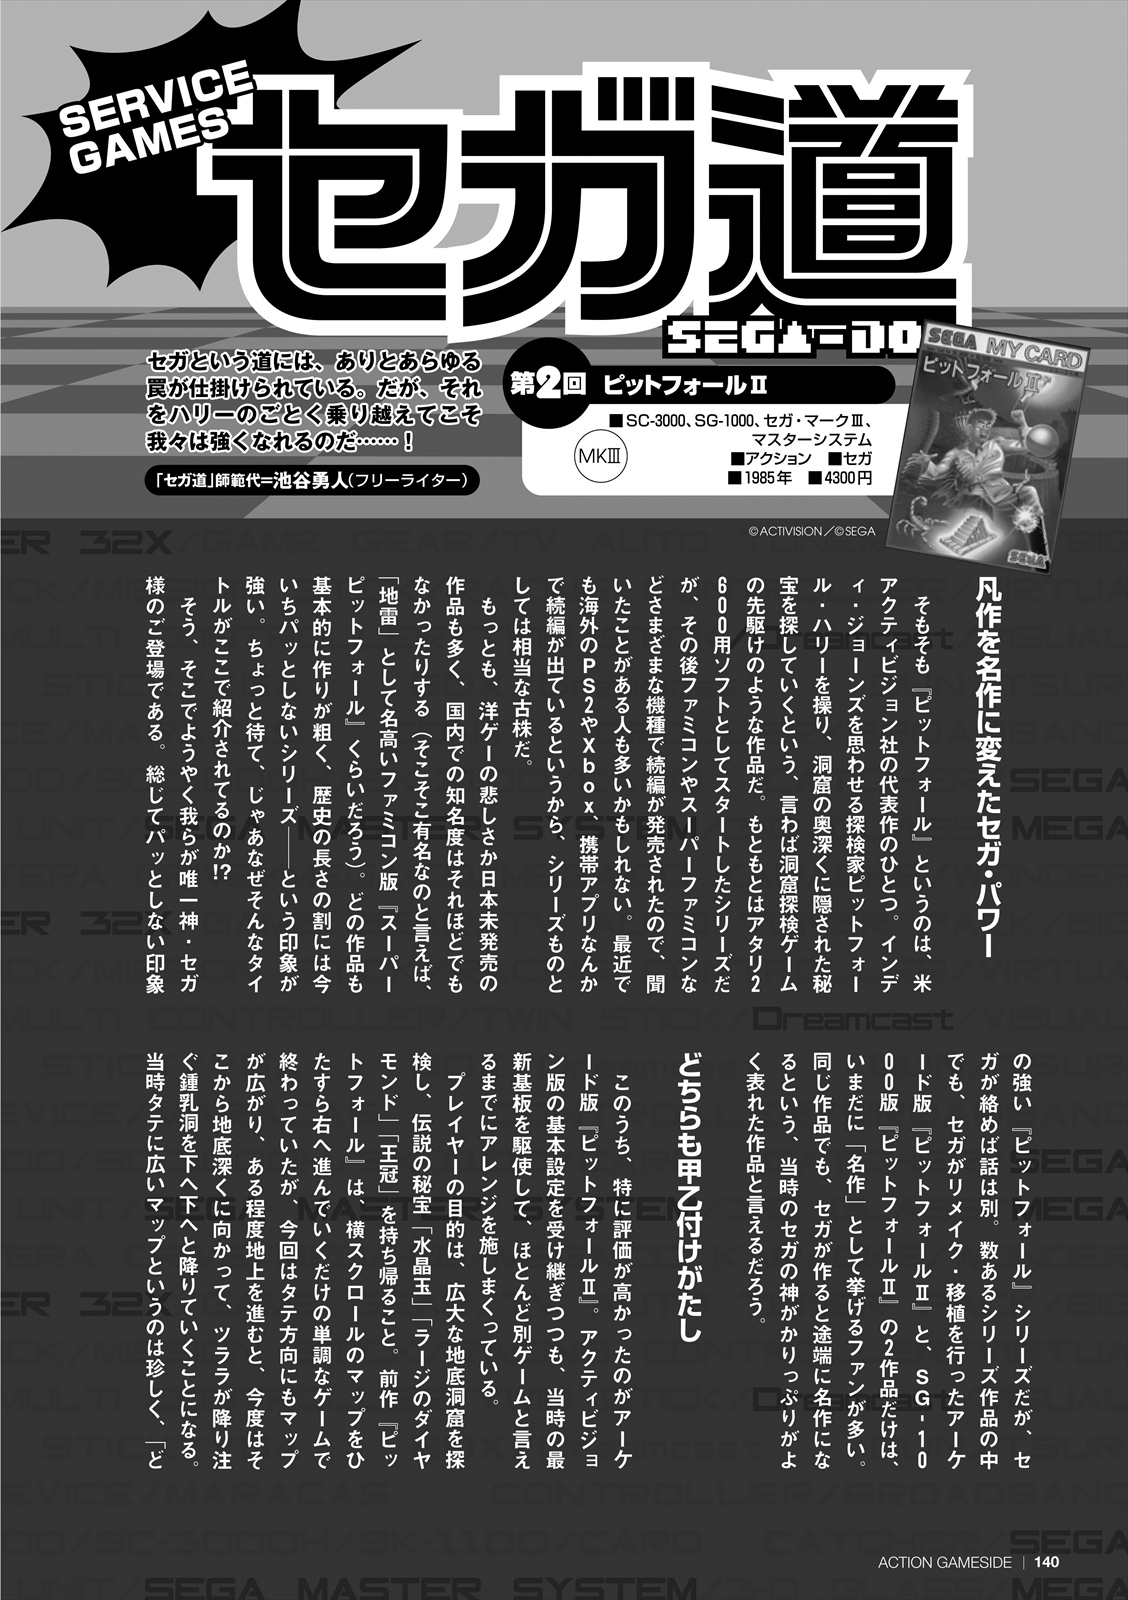 SERVICE
GAMES
セガ道
SEGA-DO
セガという道には、ありとあらゆる
罠が仕掛けられている。だが、それ
をハリーのごとく乗り越えてこそ
我々は強くなれるのだ……！
「セガ道」師範代=池谷勇人（フリーライター）
第2回 ピットフォールⅡ
■SC-3000、SG-1000、セガ・マークⅢ、
マスターシステム
MKⅢ
■アクション ■セガ
■1985年 ■4300円
SEGA MY CARD
ピットフォールⅡ
SEGA
©ACTIVISION／©SEGA
凡作を名作に変えたセガ・パワー
　そもそも『ピットフォール』というのは、米
アクティビジョン社の代表作のひとつ。インデ
ィ・ジョーンズを思わせる探検家ピットフォー
ル・ハリーを操り、洞窟の奥深くに隠された秘
宝を探していくという、言わば洞窟探検ゲーム
の先駆けのような作品だ。もともとはアタリ2
600用ソフトとしてスタートしたシリーズだ
が、その後ファミコンやスーパーファミコンな
どさまざまな機種で続編が発売されたので、聞
いたことがある人も多いかもしれない。最近で
も海外のPS2やXbox、携帯アプリなんか
で続編が出ているというから、シリーズものと
しては相当な古株だ。
　もっとも、洋ゲーの悲しさか日本未発売の
作品も多く、国内での知名度はそれほどでも
なかったりする（そこそこ有名なのと言えば、
「地雷」として名高いファミコン版『スーパー
ピットフォール』くらいだろう）。どの作品も
基本的に作りが粗く、歴史の長さの割には今
いちパッとしないシリーズ――という印象が
強い。ちょっと待て、じゃあなぜそんなタイ
トルがここで紹介されてるのか!?
　そう、そこでようやく我らが唯一神・セガ
様のご登場である。総じてパッとしない印象
の強い『ピットフォール』シリーズだが、セ
ガが絡めば話は別。数あるシリーズ作品の中
でも、セガがリメイク・移植を行ったアーケ
ード版『ピットフォールⅡ』と、SG-10
00版『ピットフォールⅡ』の2作品だけは、
いまだに「名作」として挙げるファンが多い。
同じ作品でも、セガが作ると途端に名作にな
るという、当時のセガの神がかりっぷりがよ
く表れた作品と言えるだろう。
どちらも甲乙付けがたし
　このうち、特に評価が高かったのがアーケ
ード版『ピットフォールⅡ』。アクティビジョ
ン版の基本設定を受け継ぎつつも、当時の最
新基板を駆使して、ほとんど別ゲームと言え
るまでにアレンジを施しまくっている。
　プレイヤーの目的は、広大な地底洞窟を探
検し、伝説の秘宝「水晶玉」「ラージのダイヤ
モンド」「王冠」を持ち帰ること。前作『ピッ
トフォール』は、横スクロールのマップをひ
たすら右へ進んでいくだけの単調なゲームで
終わっていたが　今回はタテ方向にもマップ
が広がり、ある程度地上を進むと、今度はそ
こから地底深くに向かって、ツララが降り注
ぐ鍾乳洞を下へ下へと降りていくことになる。
当時タテに広いマップというのは珍しく、「ど
ACTION GAMESIDE | 140